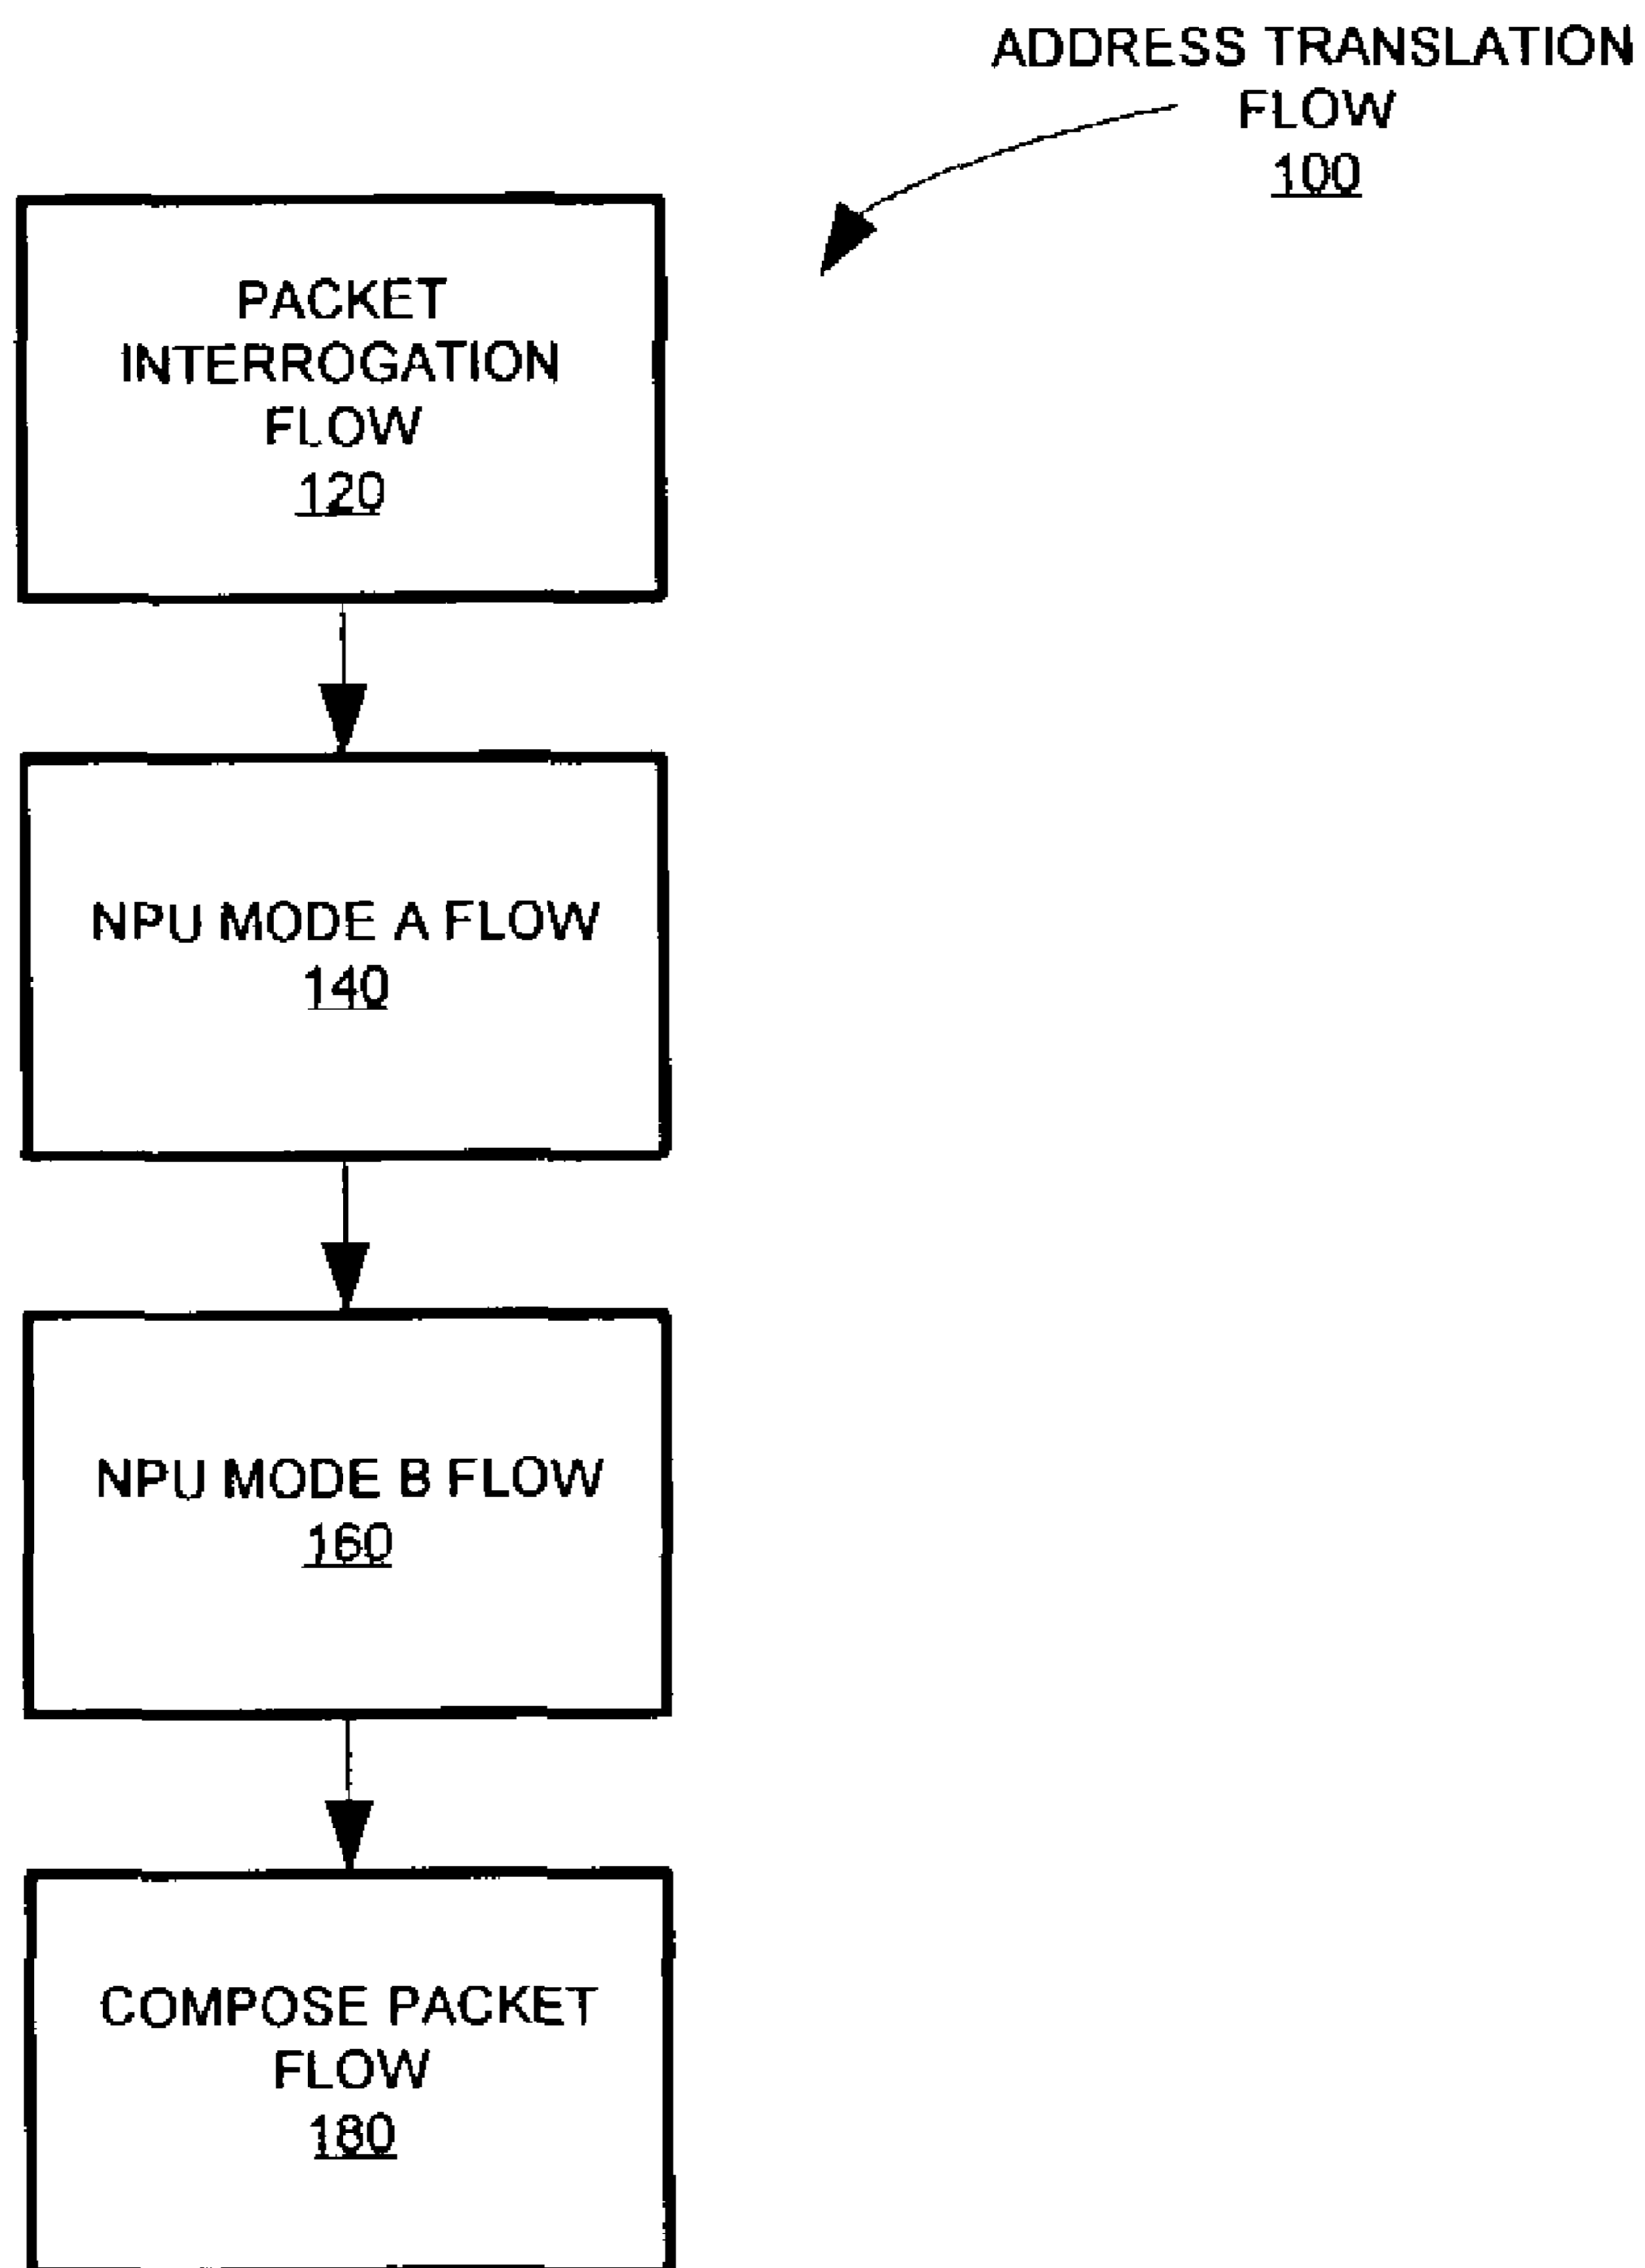 ADDRESS TRANSLATION
FLOW
100
PACKET
INTERROGATION
FLOW
120
NPU MODE A FLOW
140
NPU MODE B FLOW
160
COMPOSE PACKET
FLOW
180